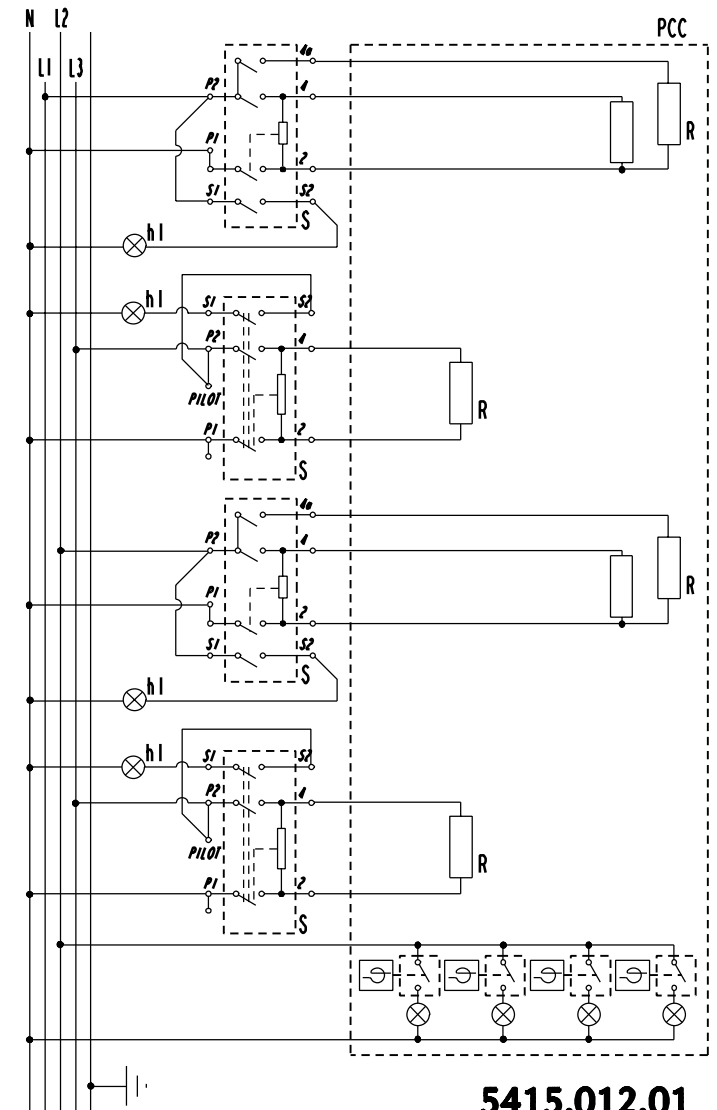 N L2 PCC
L1 L3
4a
P2 4
R
P1
2
S1 S2
S
h1
h1 S1 S2
P2 4
PILOT
R
P1 2
S
4a
P2 4
R
P1
2
S1 S2
S
h1
h1 S1 S2
P2 4
PILOT
R
P1 2
S
5415.012.01